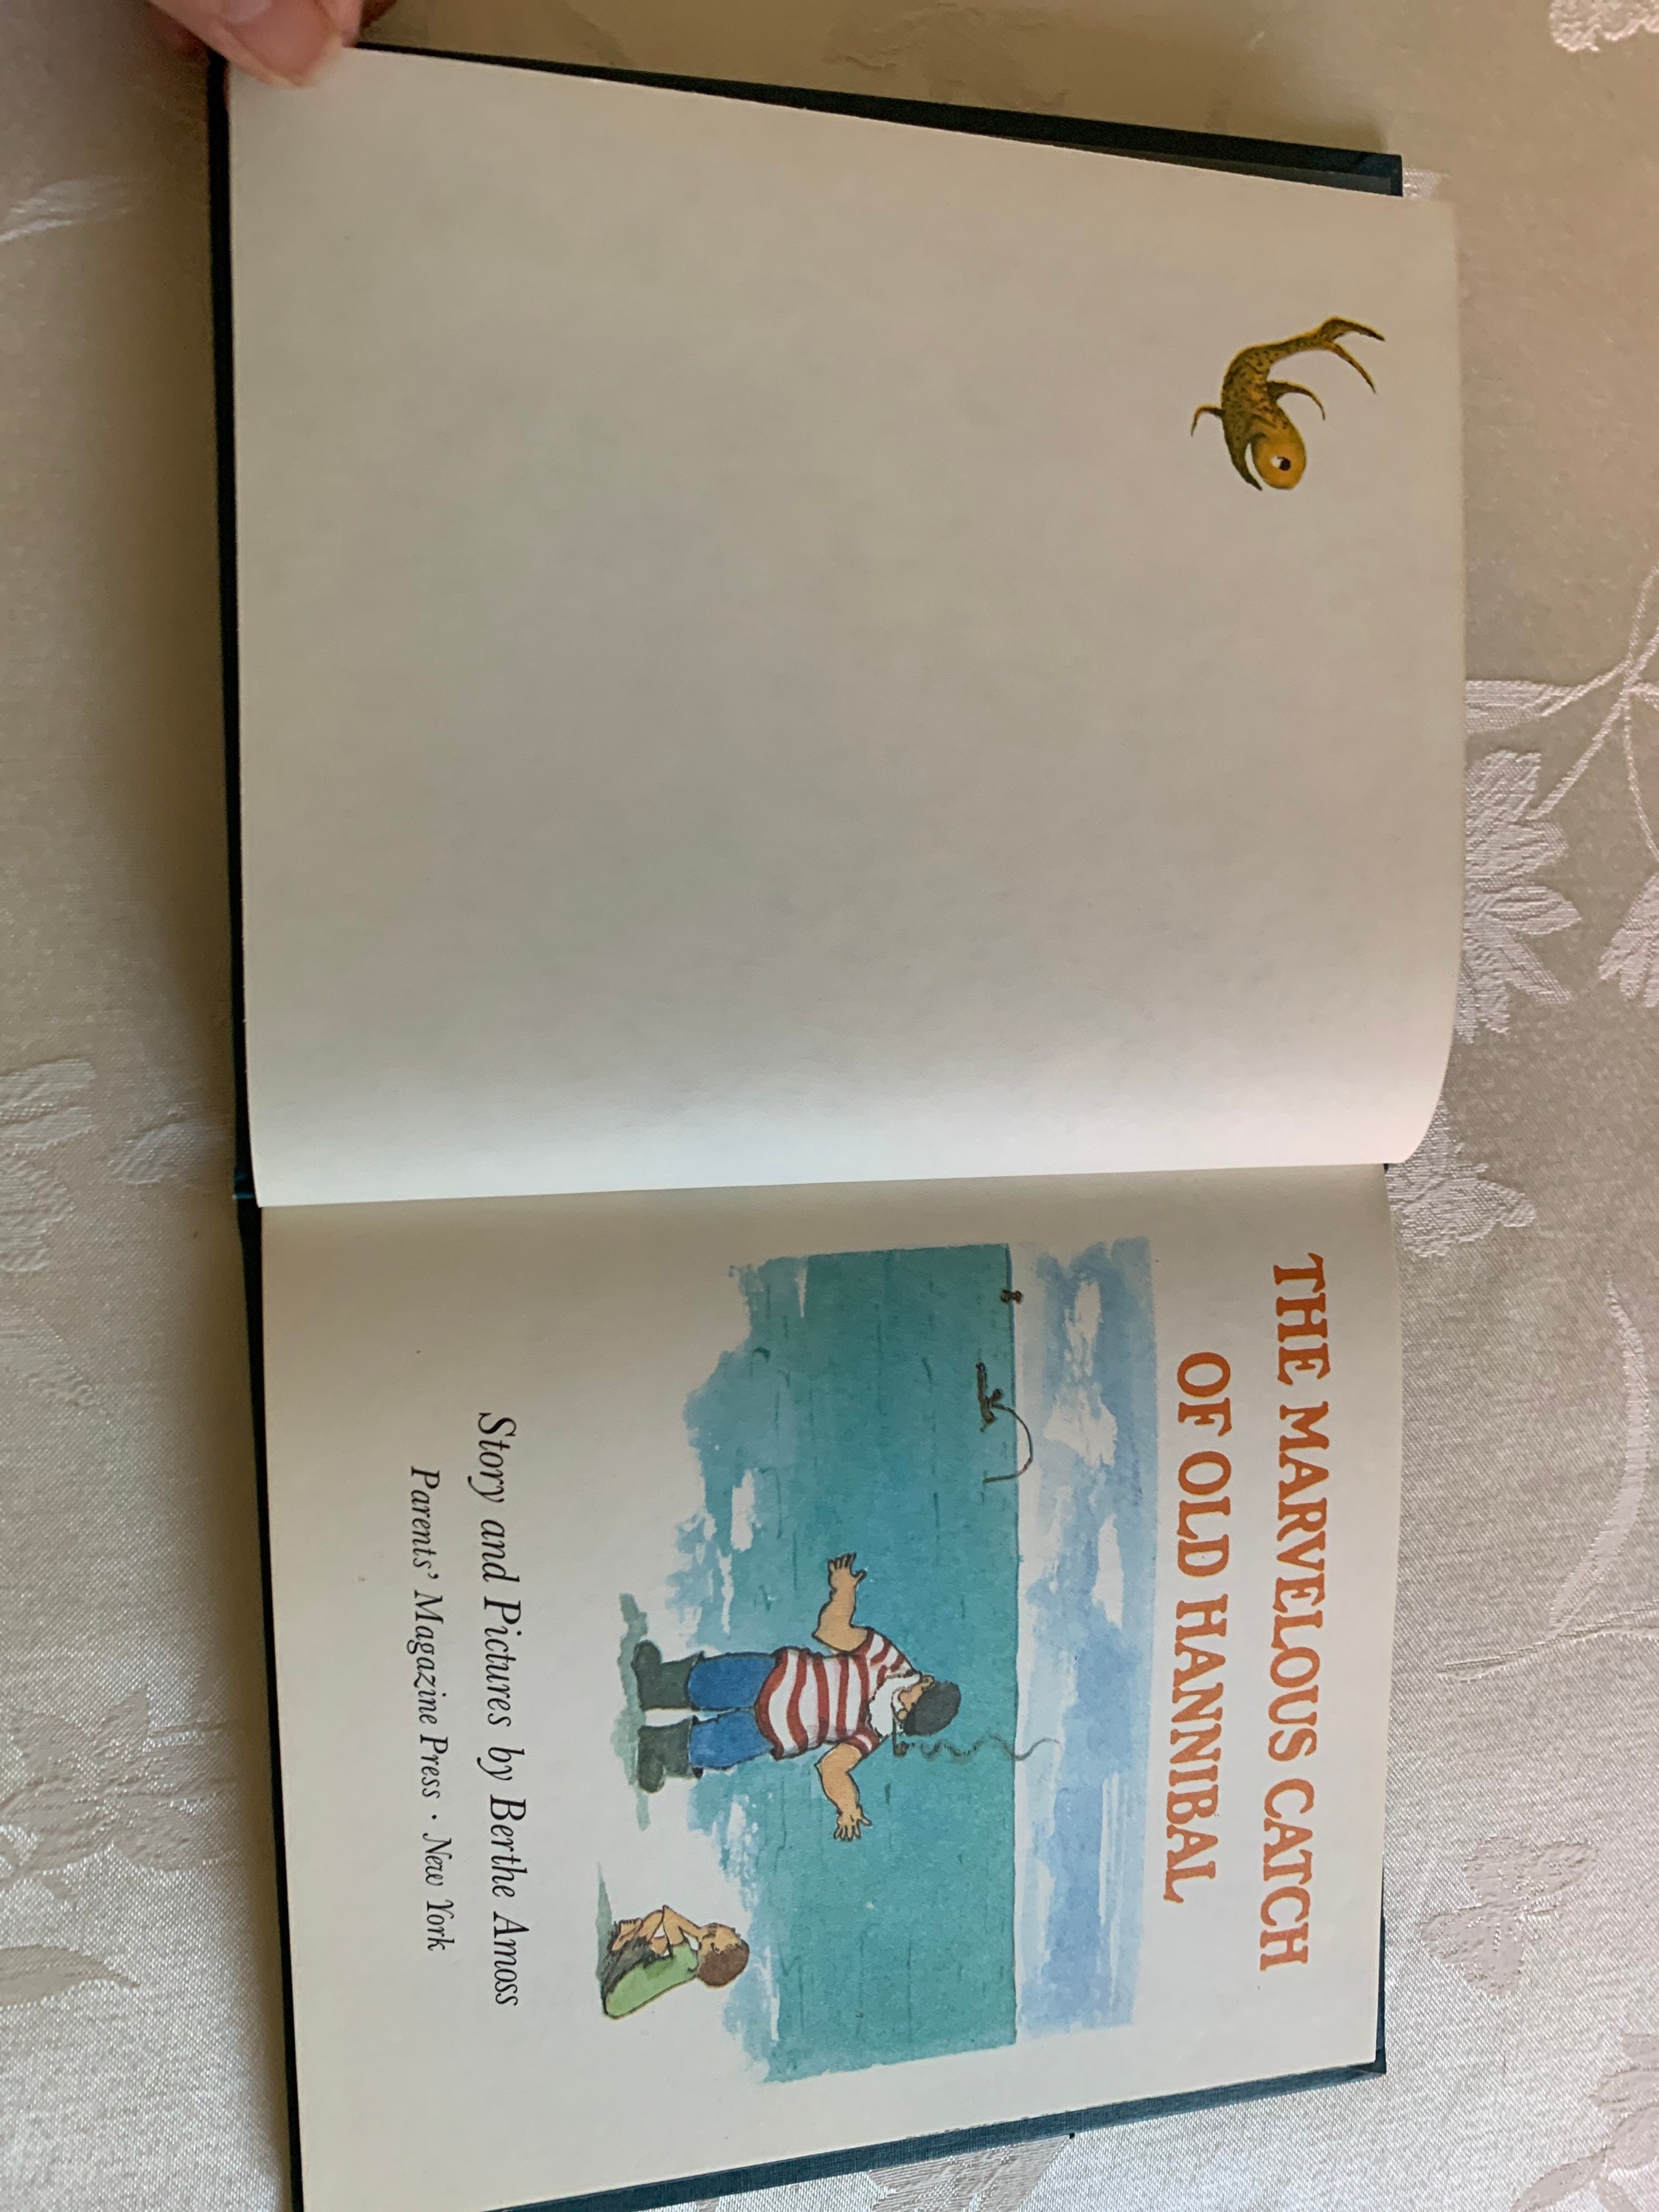 THE MARVELOUS CATCH
OF OLD HANNIBAL
Story and Pictures by Berthe Amoss
Parents' Magazine Press · New York